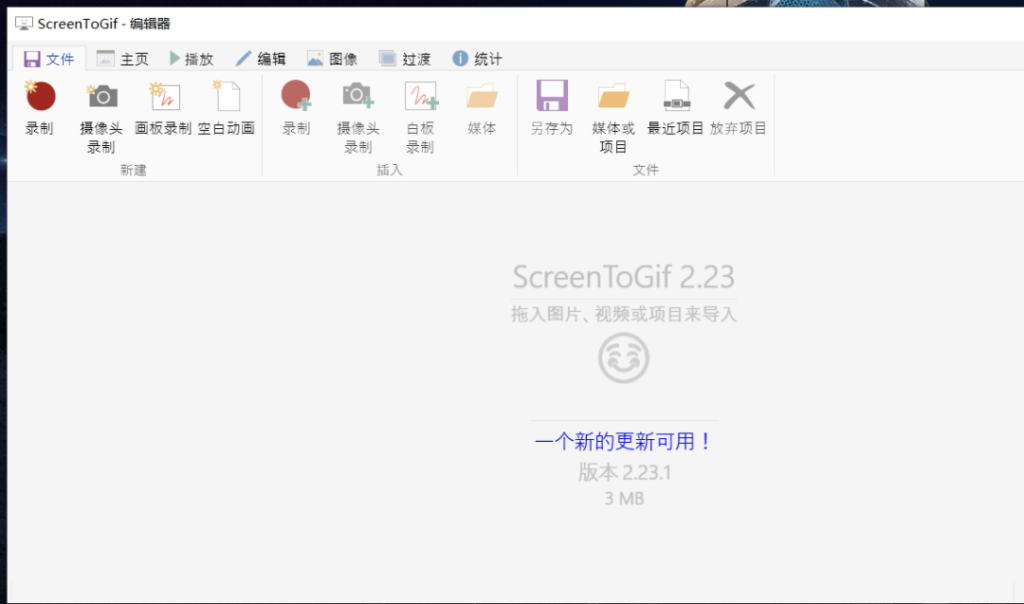 ScreenToGif - 编辑器
文件 主页 播放 编辑 图像 过渡 统计
录制 摄像头 画板录制 空白动画 录制 摄像头 白板 媒体 另存为 媒体或 最近项目 放弃项目
录制 录制 录制 项目
新建 插入 文件
ScreenToGif 2.23
拖入图片、视频或项目来导入
一个新的更新可用！
版本 2.23.1
3 MB